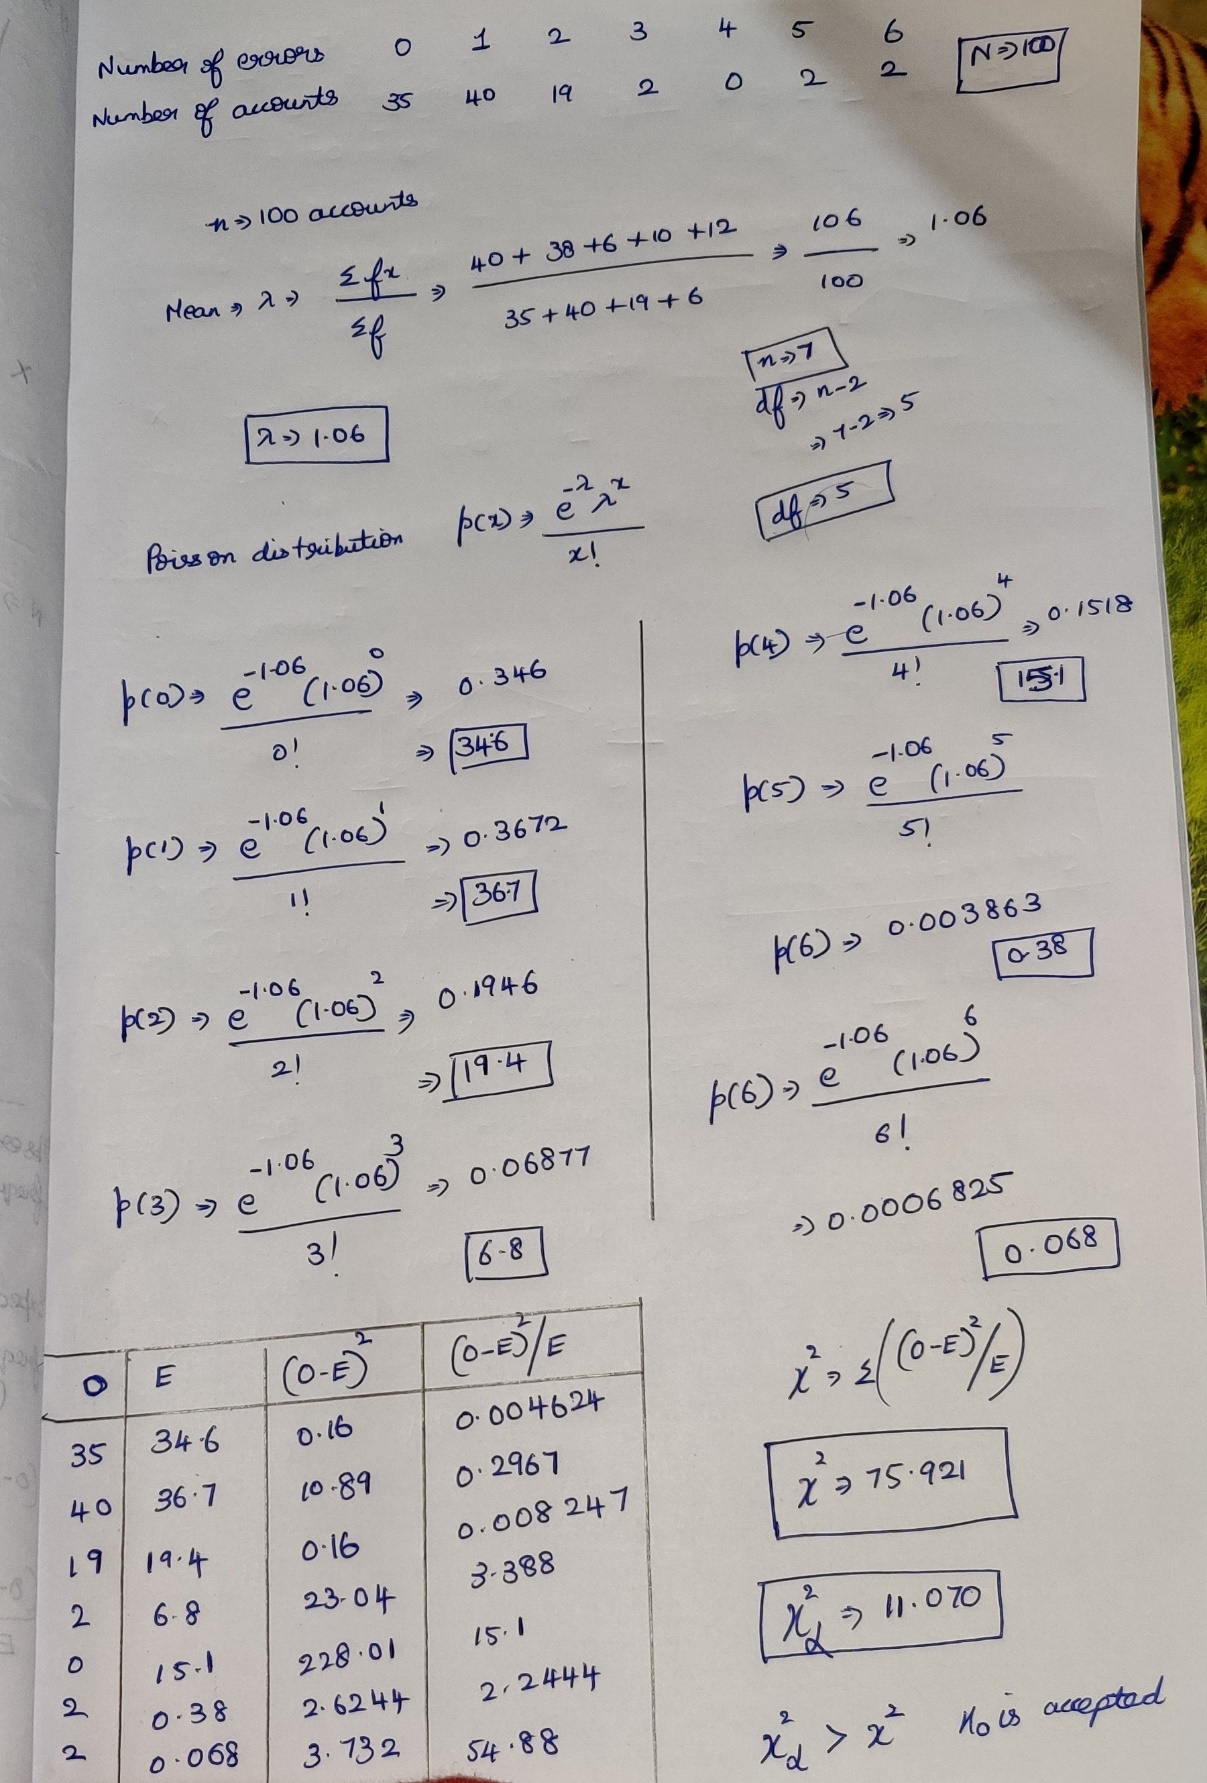 Number of errors 0 1 2 3 4 5 6
Number of accounts 35 40 19 2 0 2 2
N⇒100
n⇒100 accounts
Mean ⇒ λ ⇒ Σfx/Σf ⇒ (40 + 38 + 6 + 10 + 12)/(35 + 40 + 19 + 6) ⇒ 106/100 ⇒ 1.06
n⇒7
df ⇒ n-2
⇒ 7-2⇒5
λ⇒ 1.06
df ⇒ 5
Poisson distribution p(x) ⇒ e^-λ λ^x / x!
p(0)⇒ e^-1.06 (1.06)^0 / 0! ⇒ 0.346
⇒ 34.6
p(1) ⇒ e^-1.06 (1.06)^1 / 1! ⇒ 0.3672
⇒ 36.7
p(2) ⇒ e^-1.06 (1.06)^2 / 2! ⇒ 0.1946
⇒ 19.4
p(3) ⇒ e^-1.06 (1.06)^3 / 3! ⇒ 0.06877
6.8
p(4) ⇒ e^-1.06 (1.06)^4 / 4! ⇒ 0.1518
15.1
p(5) ⇒ e^-1.06 (1.06)^5 / 5!
p(6) ⇒ 0.003863
0.38
p(6) ⇒ e^-1.06 (1.06)^6 / 6!
⇒ 0.0006825
0.068
O E (O-E)^2 (O-E)^2/E
35 34.6 0.16 0.004624
40 36.7 10.89 0.2967
19 19.4 0.16 0.008247
2 6.8 23.04 3.388
0 15.1 228.01 15.1
2 0.38 2.6244 2.2444
2 0.068 3.732 54.88
χ^2 ⇒ Σ((O-E)^2/E)
χ^2 ⇒ 75.921
χ^2_α ⇒ 11.070
χ^2_α > χ^2 H0 is accepted